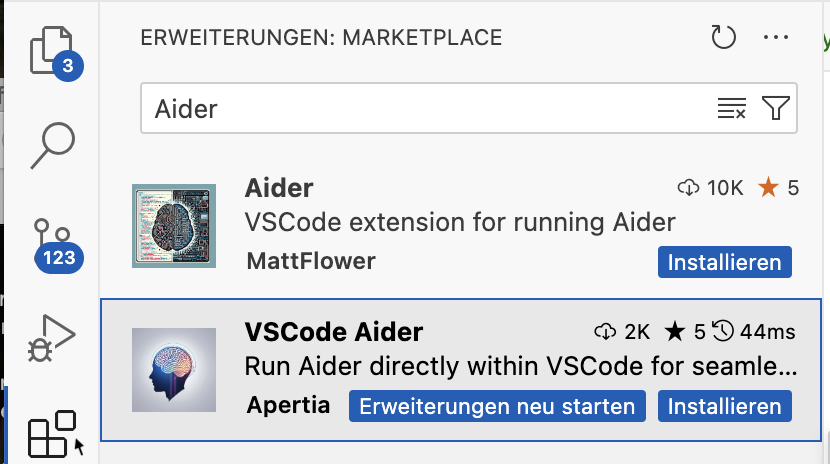 3
ERWEITERUNGEN: MARKETPLACE
Aider
Aider 10K 5
VSCode extension for running Aider
MattFlower Installieren
123
VSCode Aider 2K 5 44ms
Run Aider directly within VSCode for seamle...
Apertia Erweiterungen neu starten Installieren